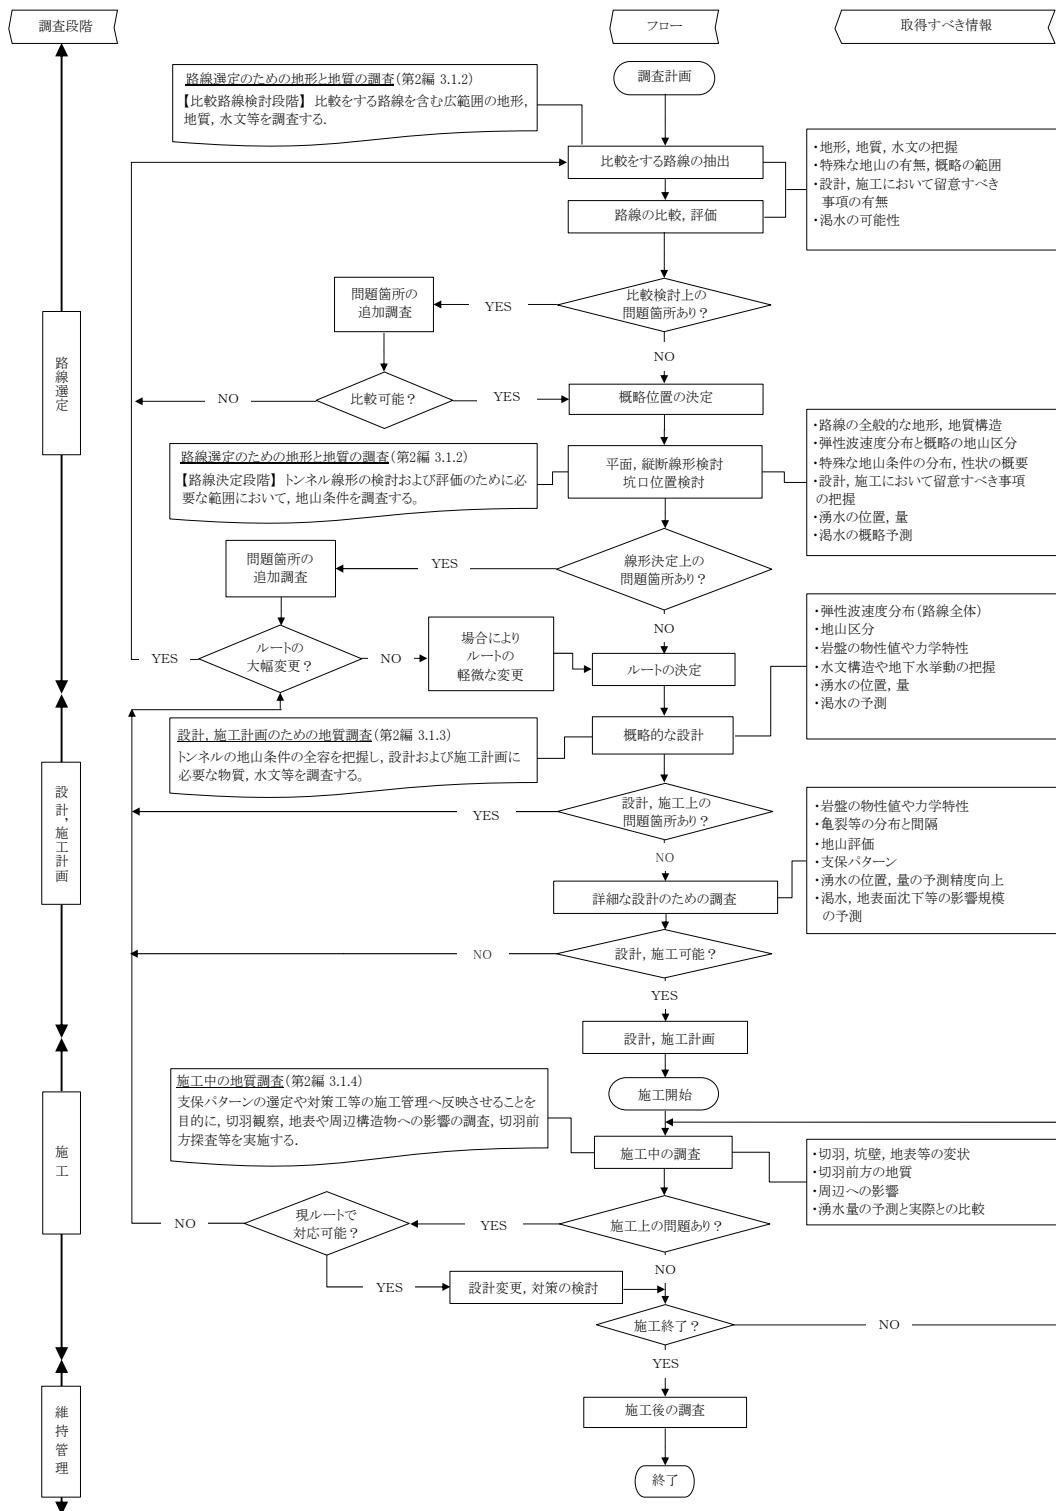 調査段階
フロー
取得すべき情報
調査計画
路線選定のための地形と地質の調査(第2編 3.1.2)
【比較路線検討段階】 比較をする路線を含む広範囲の地形,
地質, 水文等を調査する.
比較をする路線の抽出
路線の比較, 評価
・地形, 地質, 水文の把握
・特殊な地山の有無, 概略の範囲
・設計, 施工において留意すべき
事項の有無
・渇水の可能性
比較検討上の
問題箇所あり?
YES
問題箇所の
追加調査
NO
比較可能?
NO
YES
概略位置の決定
路線選定
路線選定のための地形と地質の調査(第2編 3.1.2)
【路線決定段階】 トンネル線形の検討および評価のために必
要な範囲において, 地山条件を調査する。
平面, 縦断線形検討
坑口位置検討
・路線の全般的な地形, 地質構造
・弾性波速度分布と概略の地山区分
・特殊な地山条件の分布, 性状の概要
・設計, 施工において留意すべき事項
の把握
・湧水の位置, 量
・渇水の概略予測
線形決定上の
問題箇所あり?
YES
問題箇所の
追加調査
NO
ルートの
大幅変更?
YES
NO
場合により
ルートの
軽微な変更
ルートの決定
・弾性波速度分布(路線全体)
・地山区分
・岩盤の物性値や力学特性
・水文構造や地下水挙動の把握
・湧水の位置, 量
・渇水の予測
設計, 施工計画のための地質調査(第2編 3.1.3)
トンネルの地山条件の全容を把握し, 設計および施工計画に
必要な物質, 水文等を調査する。
概略的な設計
設計, 施工上の
問題箇所あり?
YES
NO
設計, 施工計画
詳細な設計のための調査
・岩盤の物性値や力学特性
・亀裂等の分布と間隔
・地山評価
・支保パターン
・湧水の位置, 量の予測精度向上
・渇水, 地表面沈下等の影響規模
の予測
設計, 施工可能?
NO
YES
設計, 施工計画
施工開始
施工中の地質調査(第2編 3.1.4)
支保パターンの選定や対策工等の施工管理へ反映させることを
目的に, 切羽観察, 地表や周辺構造物への影響の調査, 切羽前
方探査等を実施する.
施工中の調査
・切羽, 坑壁, 地表等の変状
・切羽前方の地質
・周辺への影響
・湧水量の予測と実際との比較
施工
施工上の問題あり?
YES
現ルートで
対応可能?
NO
YES
設計変更, 対策の検討
NO
施工終了?
NO
YES
施工後の調査
維持管理
終了